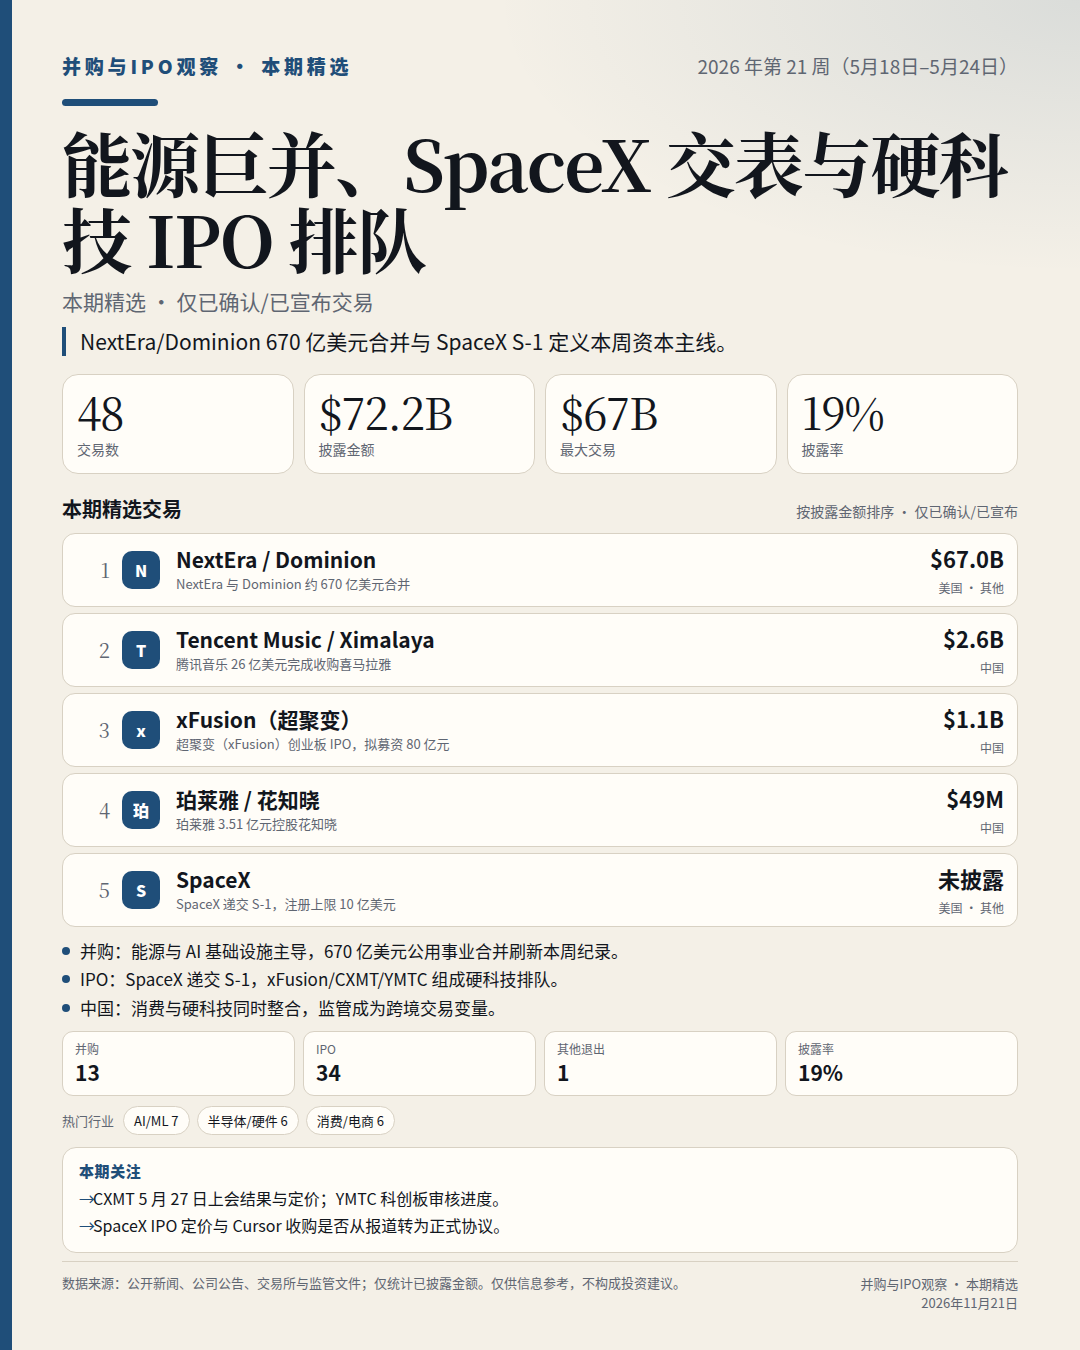 并购与IPO观察 · 本期精选
2026 年第 21 周（5月18日–5月24日）
能源巨并、SpaceX 交表与硬科
技 IPO 排队
本期精选 · 仅已确认/已宣布交易
NextEra/Dominion 670 亿美元合并与 SpaceX S-1 定义本周资本主线。
48
交易数
$72.2B
披露金额
$67B
最大交易
19%
披露率
本期精选交易
按披露金额排序 · 仅已确认/已宣布
1
N
NextEra / Dominion
NextEra 与 Dominion 约 670 亿美元合并
$67.0B
美国 · 其他
2
T
Tencent Music / Ximalaya
腾讯音乐 26 亿美元完成收购喜马拉雅
$2.6B
中国
3
x
xFusion（超聚变）
超聚变（xFusion）创业板 IPO，拟募资 80 亿元
$1.1B
中国
4
珀
珀莱雅 / 花知晓
珀莱雅 3.51 亿元控股花知晓
$49M
中国
5
S
SpaceX
SpaceX 递交 S-1，注册上限 10 亿美元
未披露
美国 · 其他
并购：能源与 AI 基础设施主导，670 亿美元公用事业合并刷新本周纪录。
IPO：SpaceX 递交 S-1，xFusion/CXMT/YMTC 组成硬科技排队。
中国：消费与硬科技同时整合，监管成为跨境交易变量。
并购
13
IPO
34
其他退出
1
披露率
19%
热门行业
AI/ML 7
半导体/硬件 6
消费/电商 6
本期关注
→CXMT 5 月 27 日上会结果与定价；YMTC 科创板审核进度。
→SpaceX IPO 定价与 Cursor 收购是否从报道转为正式协议。
数据来源：公开新闻、公司公告、交易所与监管文件；仅统计已披露金额。仅供信息参考，不构成投资建议。
并购与IPO观察 · 本期精选
2026年11月21日